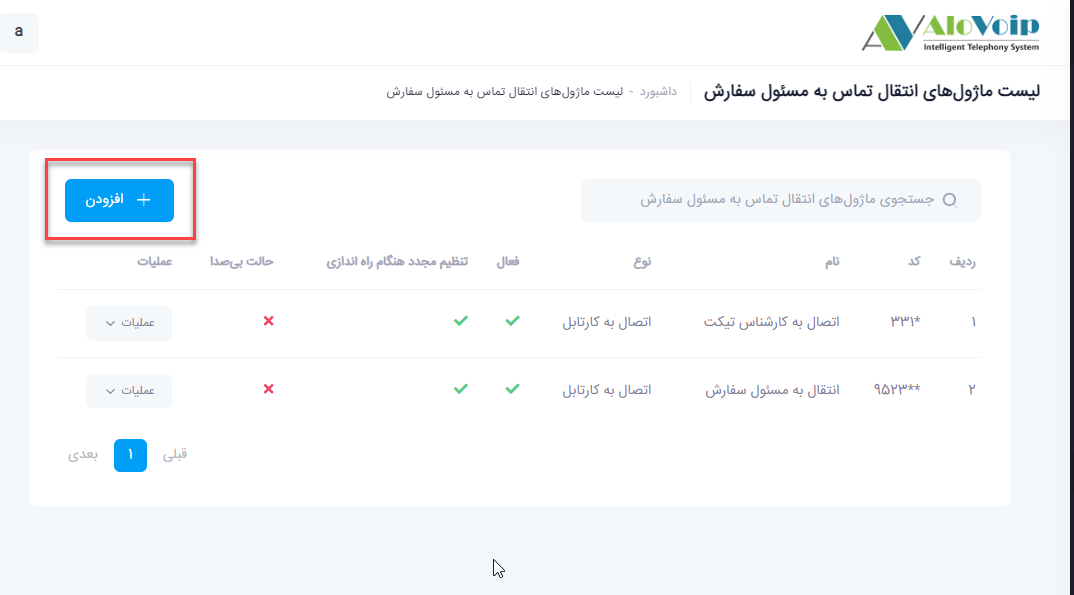 a
AloVoip
Intelligent Telephony System
لیست ماژول‌های انتقال تماس به مسئول سفارش
داشبورد - لیست ماژول‌های انتقال تماس به مسئول سفارش
جستجوی ماژول‌های انتقال تماس به مسئول سفارش
افزودن
ردیف کد نام نوع فعال تنظیم مجدد هنگام راه اندازی حالت بی‌صدا عملیات
۱ *۳۳۱ اتصال به کارشناس تیکت اتصال به کارتابل عملیات
۲ **۹۵۲۳ انتقال به مسئول سفارش اتصال به کارتابل عملیات
قبلی ۱ بعدی